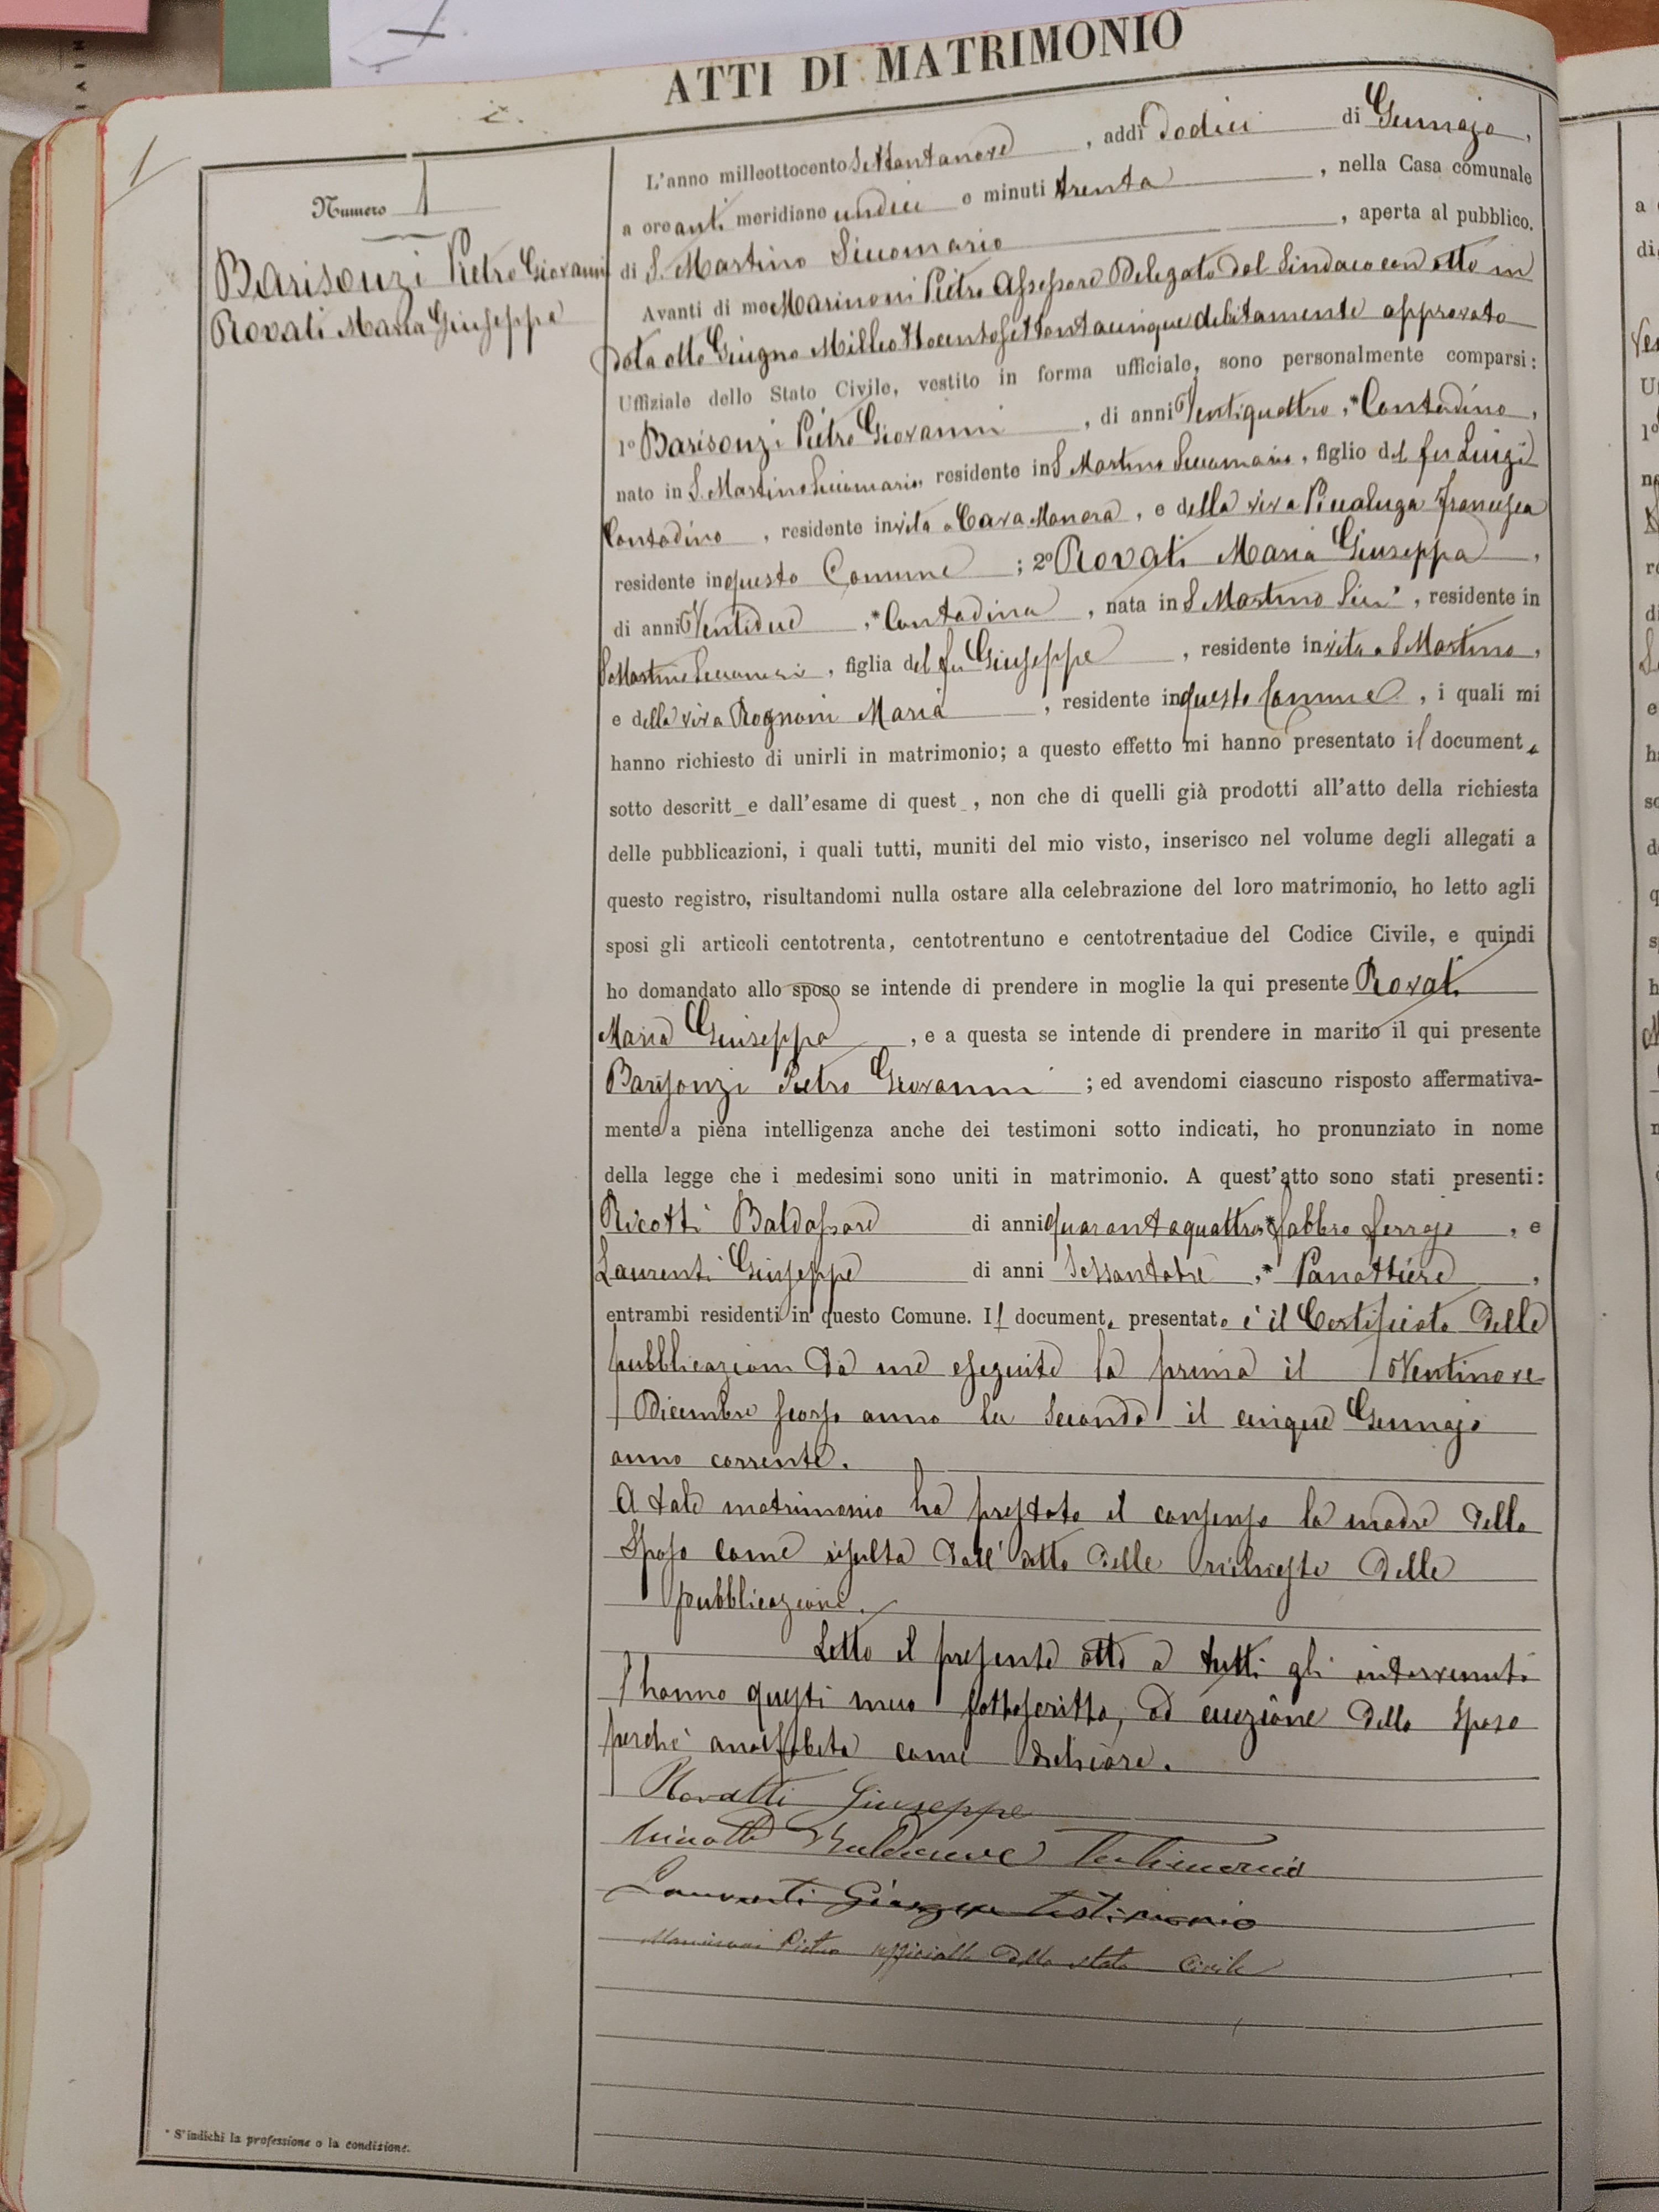 ATTI DI MATRIMONIO
1
Numero 1
Barisonzi Pietro Giovanni
Rovati Maria Giuseppa
L'anno milleottocento settantanove, addì dodici di Gennajo,
a ore anti meridiane undici e minuti trenta, nella Casa comunale
di S. Martino Siccomario, aperta al pubblico.
Avanti di me Marinoni Pietro Assessore Delegato dal Sindaco con atto in
data otto Giugno Milleottocentosettantacinque debitamente approvato
Uffiziale dello Stato Civile, vestito in forma ufficiale, sono personalmente comparsi:
1º Barisonzi Pietro Giovanni, di anni Ventiquattro,* Contadino,
nato in S. Martino Siccomario, residente in S. Martino Siccomario, figlio del fu Luigi
Contadino, residente in vita a Cava Manara, e della viva Piccaluga Francesca
residente in questo Comune; 2º Rovati Maria Giuseppa,
di anni Ventidue,* Contadina, nata in S. Martino Sicc°, residente in
S. Martino Siccomario, figlia del fu Giuseppe, residente in vita a S. Martino,
e della viva Rognoni Maria, residente in questo Comune, i quali mi
hanno richiesto di unirli in matrimonio; a questo effetto mi hanno presentato il documento
sotto descritt_ e dall'esame di quest_, non che di quelli già prodotti all'atto della richiesta
delle pubblicazioni, i quali tutti, muniti del mio visto, inserisco nel volume degli allegati a
questo registro, risultandomi nulla ostare alla celebrazione del loro matrimonio, ho letto agli
sposi gli articoli centotrenta, centotrentuno e centotrentadue del Codice Civile, e quindi
ho domandato allo sposo se intende di prendere in moglie la qui presente Rovati
Maria Giuseppa, e a questa se intende di prendere in marito il qui presente
Barisonzi Pietro Giovanni; ed avendomi ciascuno risposto affermativa-
mente a piena intelligenza anche dei testimoni sotto indicati, ho pronunziato in nome
della legge che i medesimi sono uniti in matrimonio. A quest'atto sono stati presenti:
Ricotti Baldassare di anni quarantaquattro,* fabbro ferrajo, e
Laurenti Giuseppe di anni sessantatre,* Panattiere,
entrambi residenti in questo Comune. Il documento presentato è il Certificato delle
pubblicazioni da me eseguite la prima il Ventinove
Dicembre scorso anno la seconda il cinque Gennajo
anno corrente.
A tale matrimonio ha prestato il consenso la madre dello
Sposo come risulta dall'atto delle richieste delle
pubblicazioni.
Letto il presente atto a tutti gli intervenuti
hanno questi meco sottoscritto, ad eccezione dello sposo
perchè analfabeta come dichiara.
Rovatti Giuseppe
Ricotti Baldassare Testimonio
Laurenti Giuseppe testimonio
Marinoni Pietro ufficialle dello stato Civile
* S'indichi la professione o la condizione.